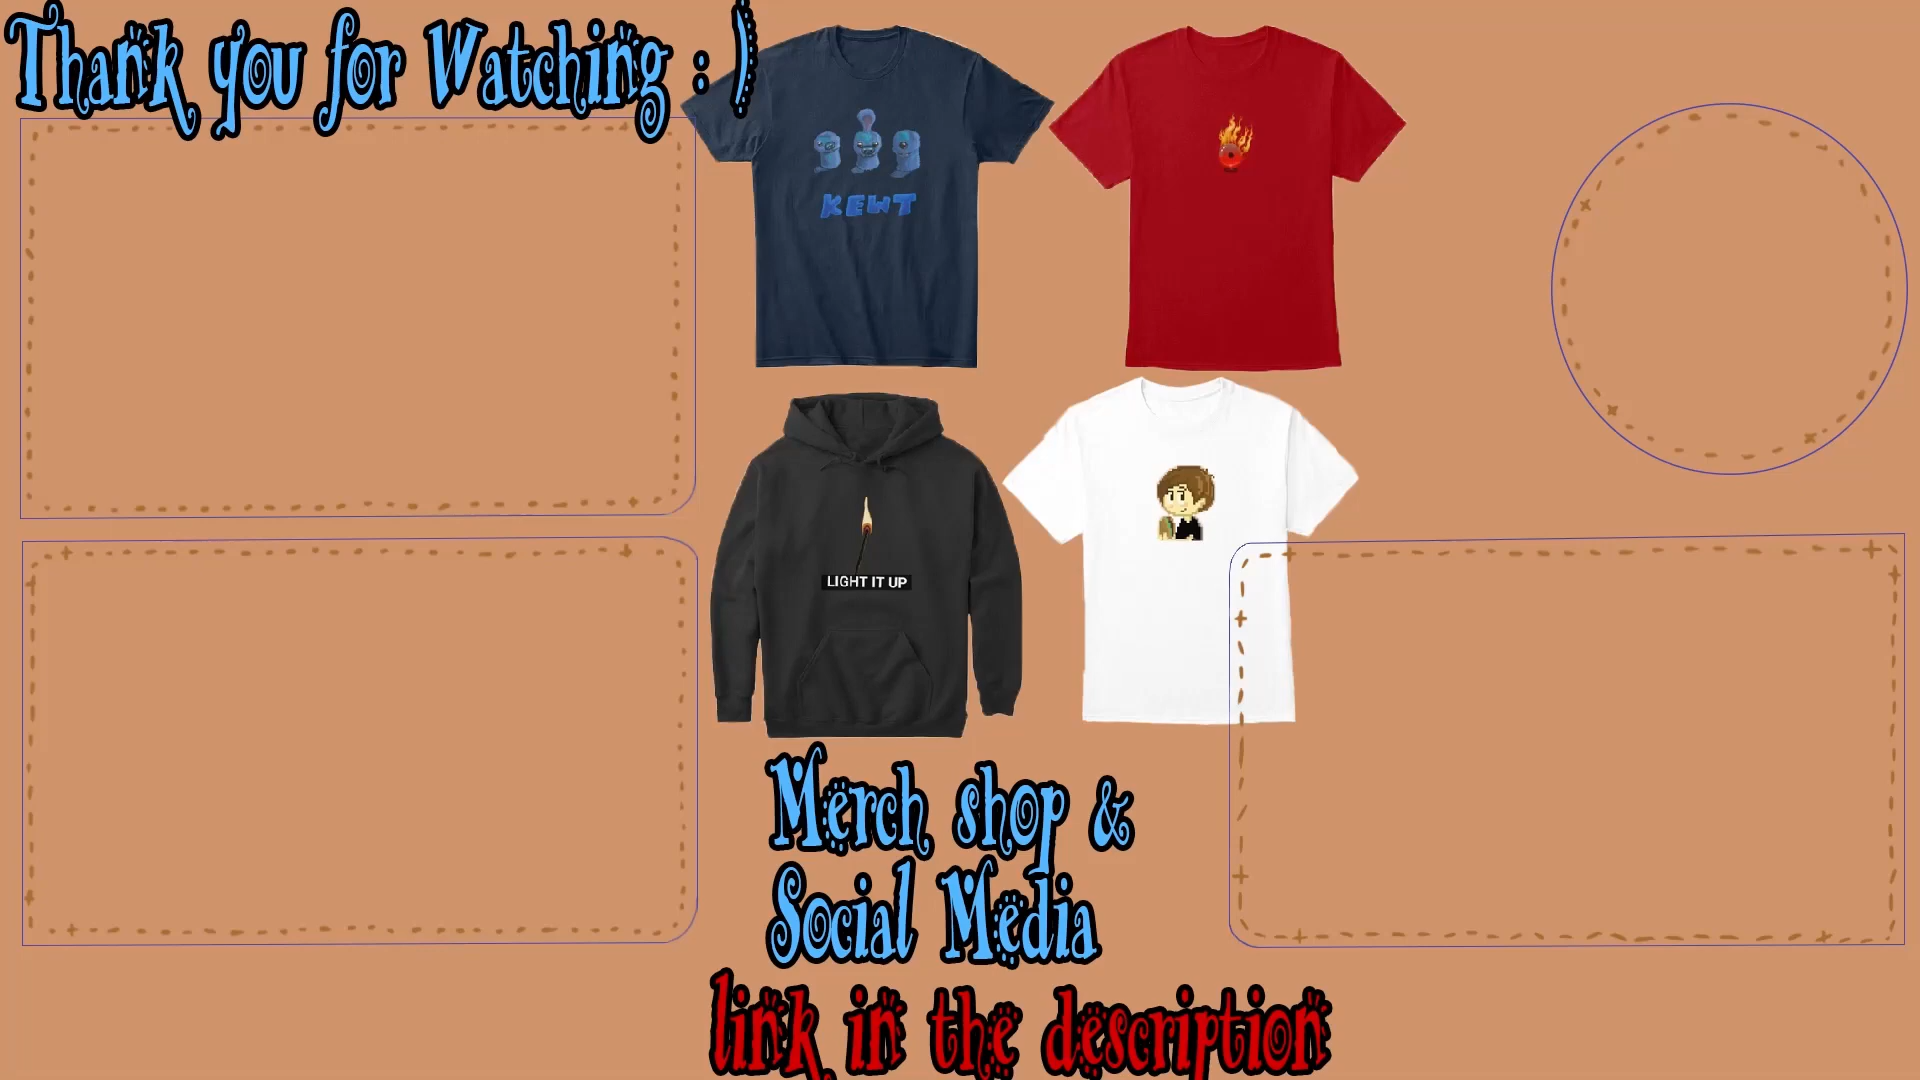 Thank you for Watching : )
KEWT
LIGHT IT UP
Merch shop &
Social Media
link in the description